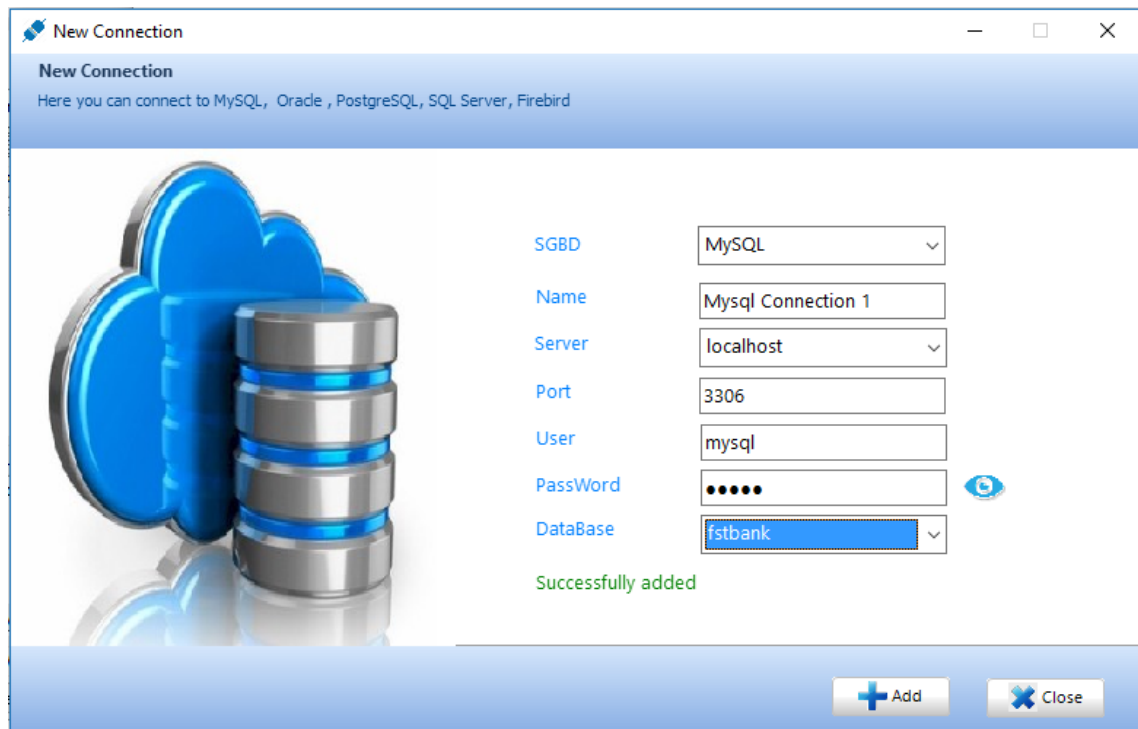 New Connection
New Connection
Here you can connect to MySQL, Oracle , PostgreSQL, SQL Server, Firebird
SGBD MySQL
Name Mysql Connection 1
Server localhost
Port 3306
User mysql
PassWord •••••
DataBase fstbank
Successfully added
Add Close